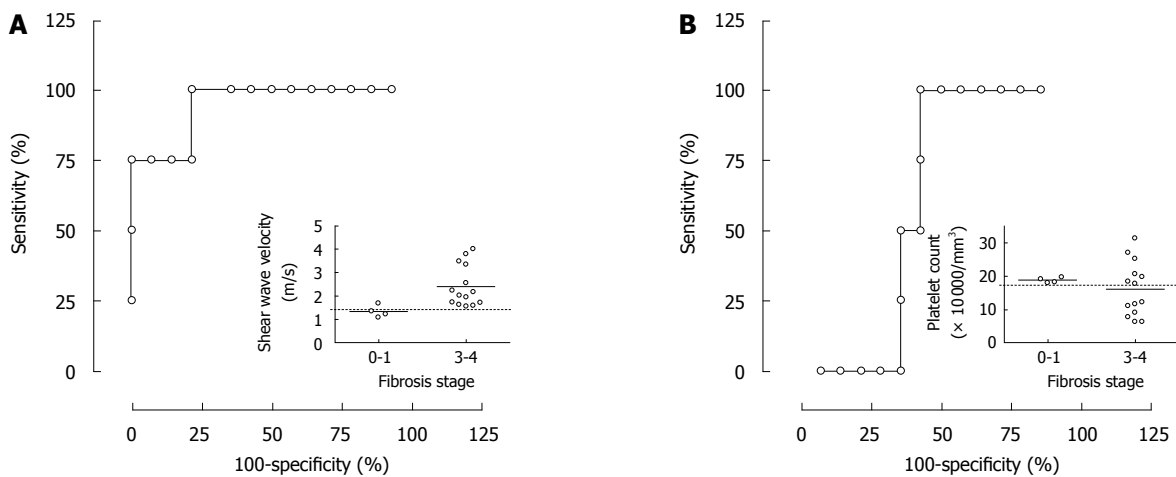 A
Sensitivity (%)
125
100
75
50
25
0
0 25 50 75 100 125
100-specificity (%)
Shear wave velocity
(m/s)
5
4
3
2
1
0
0-1 3-4
Fibrosis stage
B
Sensitivity (%)
125
100
75
50
25
0
0 25 50 75 100 125
100-specificity (%)
Platelet count
(× 10 000/mm³)
30
20
10
0
0-1 3-4
Fibrosis stage